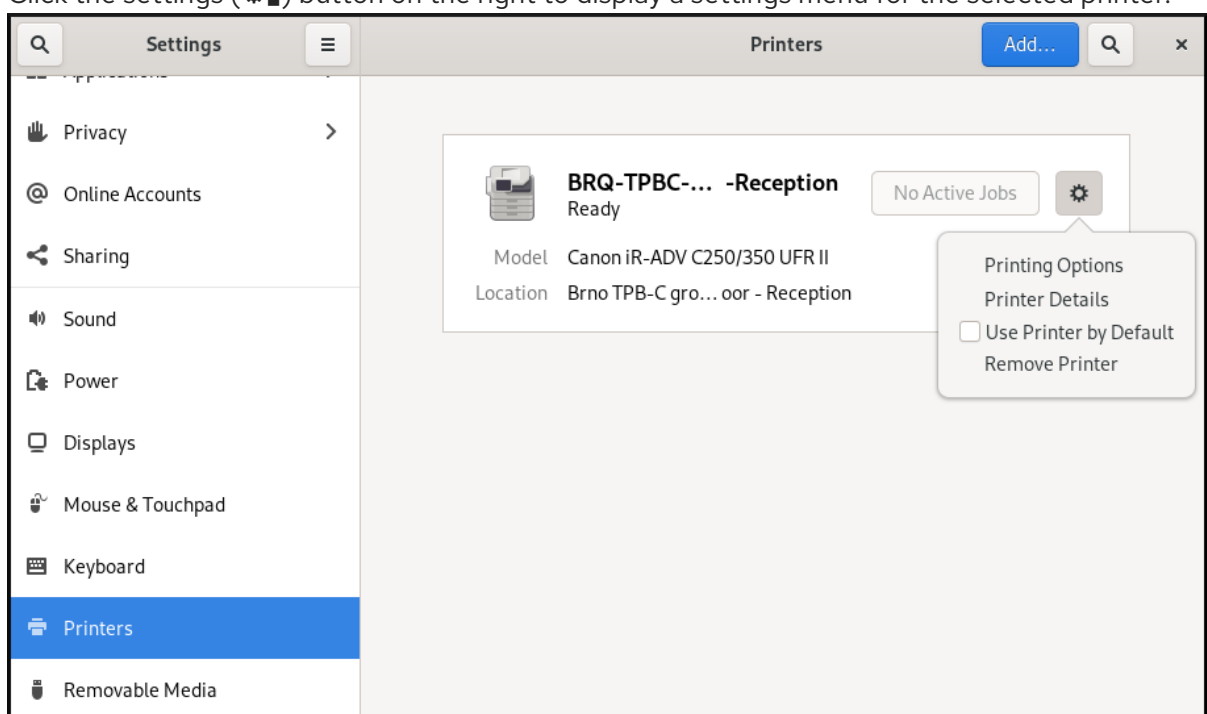 Click the settings ( ) button on the right to display a settings menu for the selected printer.
Settings
Printers
Add...
Applications
Privacy
Online Accounts
Sharing
Sound
Power
Displays
Mouse & Touchpad
Keyboard
Printers
Removable Media
BRQ-TPBC-... -Reception
Ready
No Active Jobs
Model Canon iR-ADV C250/350 UFR II
Location Brno TPB-C gro... oor - Reception
Printing Options
Printer Details
Use Printer by Default
Remove Printer